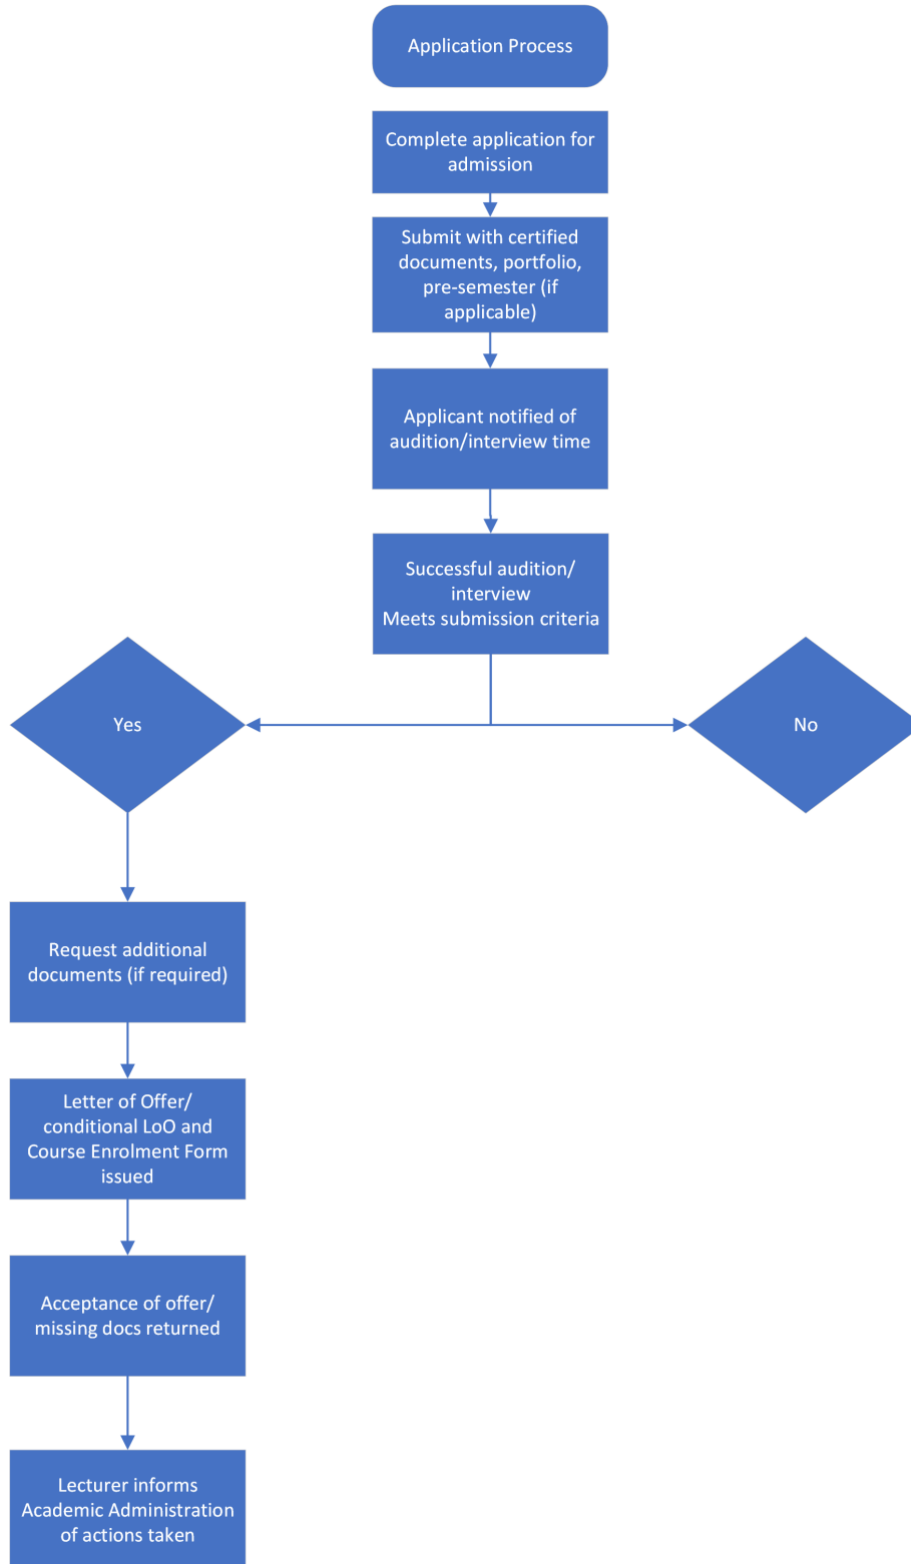 Application Process
Complete application for
admission
Submit with certified
documents, portfolio,
pre-semester (if
applicable)
Applicant notified of
audition/interview time
Successful audition/
interview
Meets submission criteria
Yes
No
Request additional
documents (if required)
Letter of Offer/
conditional LoO and
Course Enrolment Form
issued
Acceptance of offer/
missing docs returned
Lecturer informs
Academic Administration
of actions taken